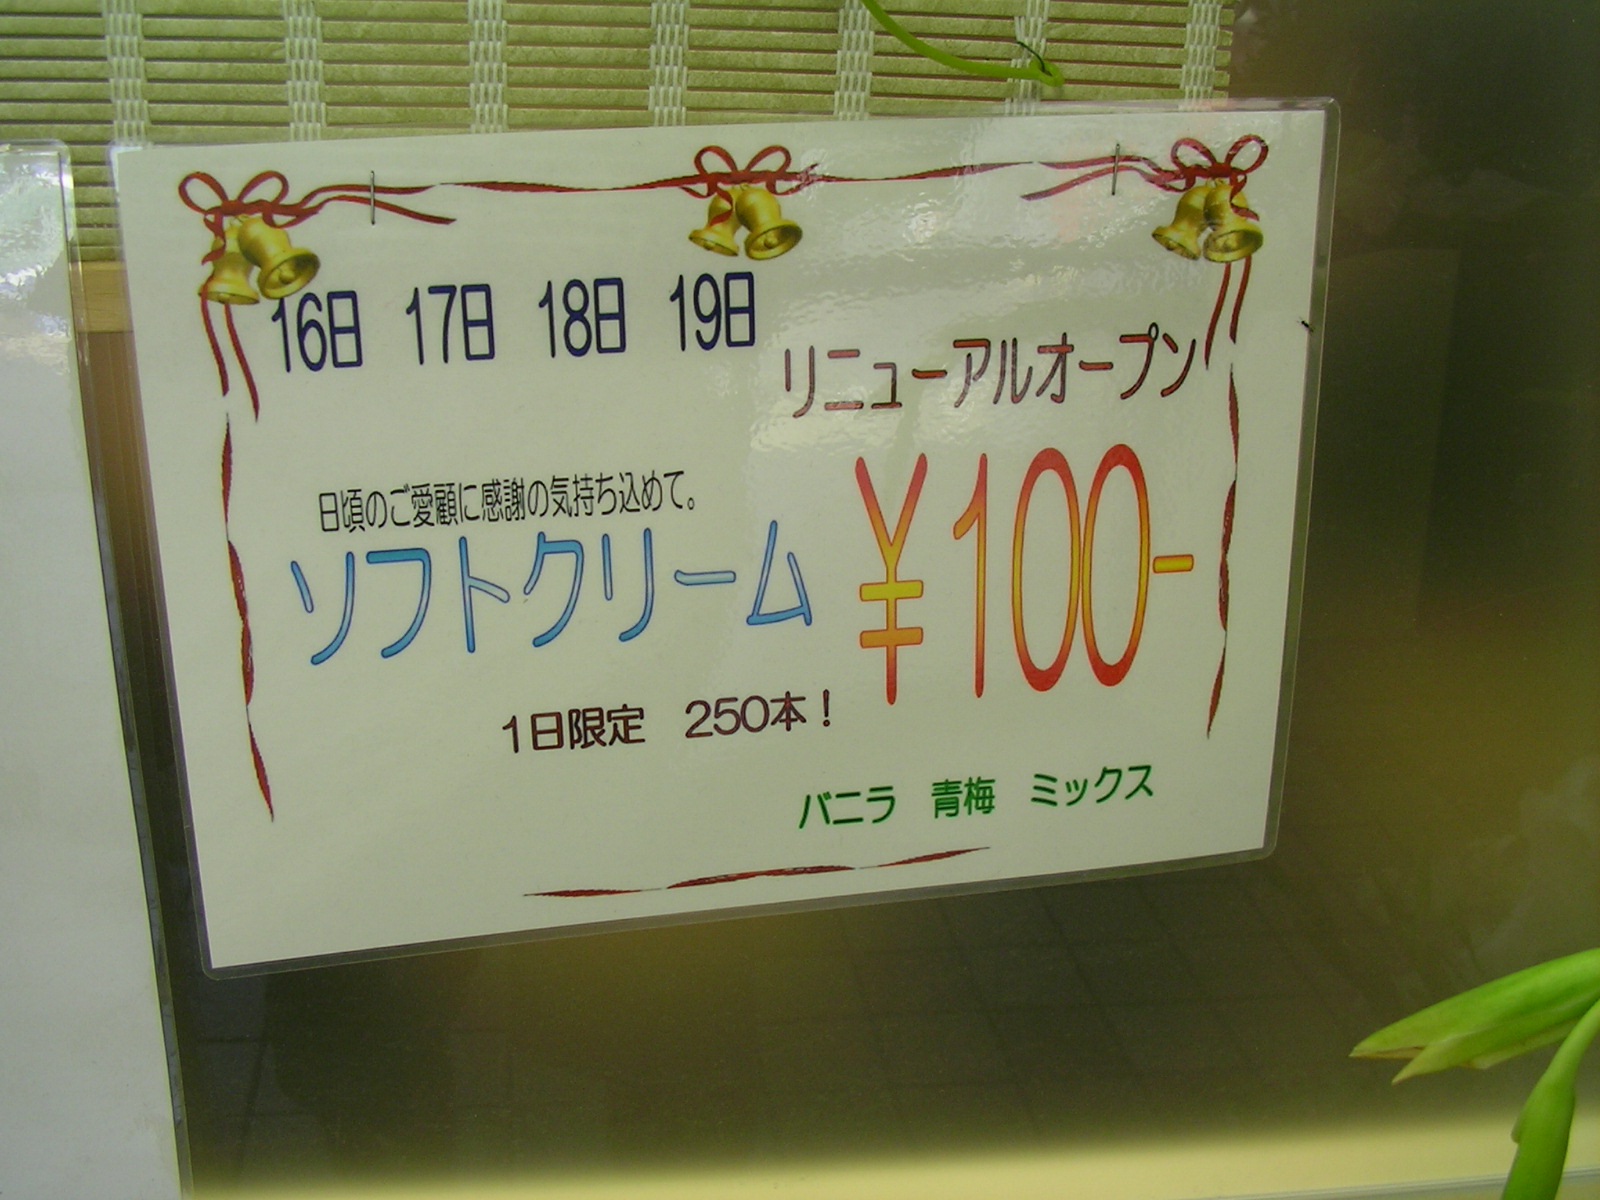 16日 17日 18日 19日
リニューアルオープン
日頃のご愛顧に感謝の気持ち込めて。
ソフトクリーム ¥100-
1日限定 250本！
バニラ 青梅 ミックス